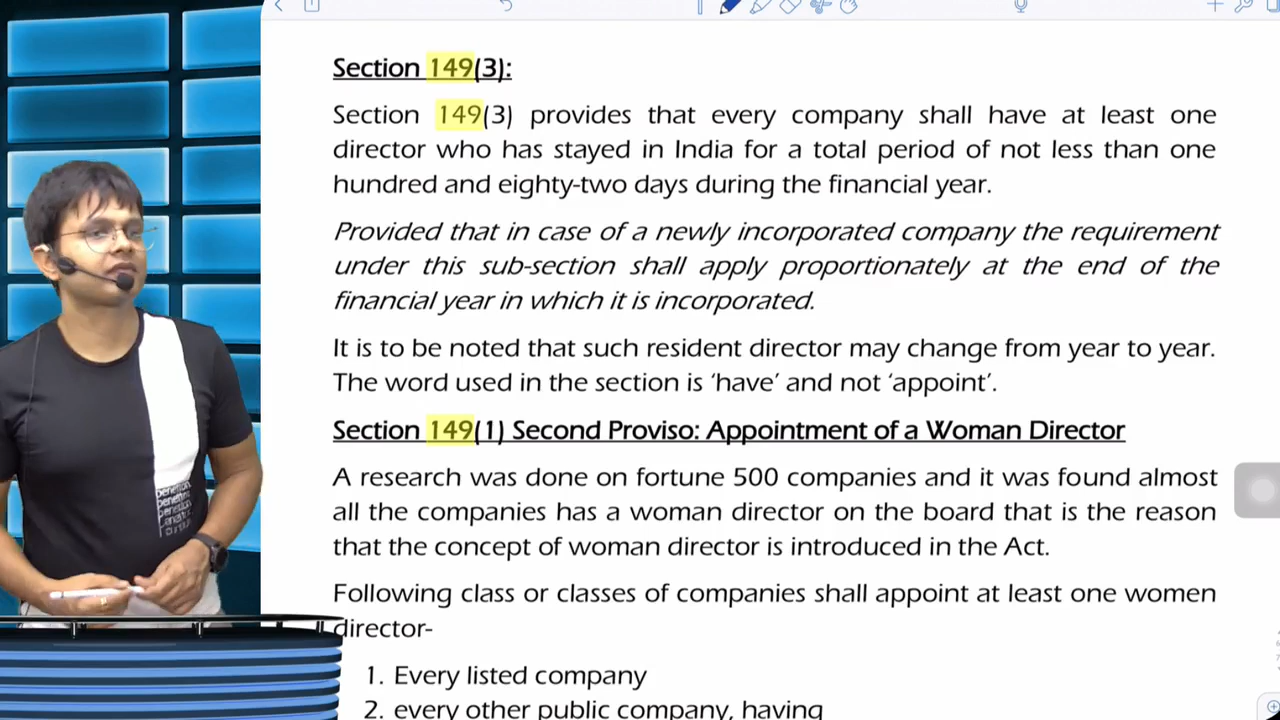 Section 149(3):
Section 149(3) provides that every company shall have at least one
director who has stayed in India for a total period of not less than one
hundred and eighty-two days during the financial year.
Provided that in case of a newly incorporated company the requirement
under this sub-section shall apply proportionately at the end of the
financial year in which it is incorporated.
It is to be noted that such resident director may change from year to year.
The word used in the section is ‘have’ and not ‘appoint’.
Section 149(1) Second Proviso: Appointment of a Woman Director
A research was done on fortune 500 companies and it was found almost
all the companies has a woman director on the board that is the reason
that the concept of woman director is introduced in the Act.
Following class or classes of companies shall appoint at least one women
director-
1. Every listed company
2. every other public company, having
benetton